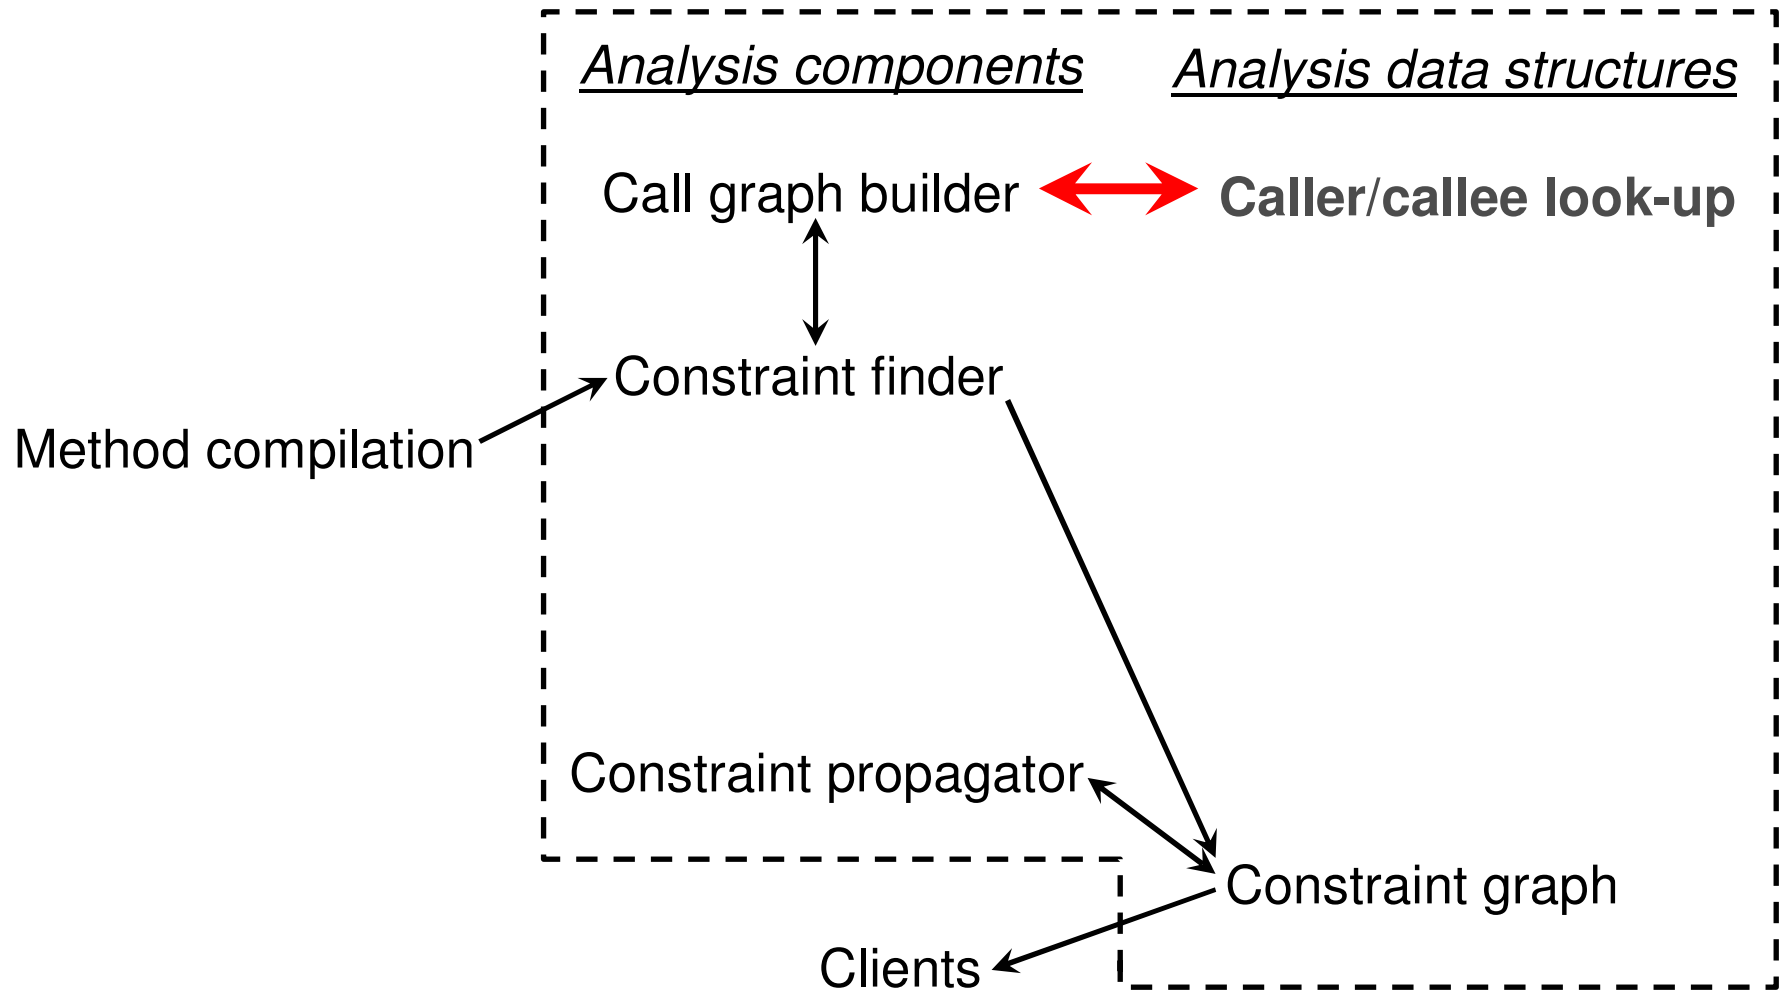 Analysis components
Analysis data structures
Call graph builder
Caller/callee look-up
Constraint finder
Method compilation
Constraint propagator
Constraint graph
Clients